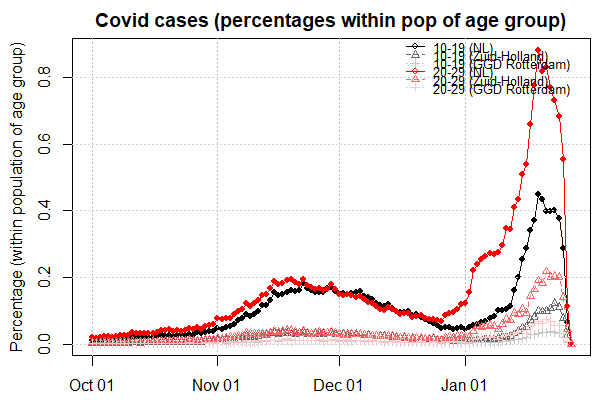 Covid cases (percentages within pop of age group)
Percentage (within population of age group)
0.8
0.6
0.4
0.2
0.0
10-19 (NL)
10-19 (Zuid-Holland)
10-19 (GGD Rotterdam)
20-29 (NL)
20-29 (Zuid-Holland)
20-29 (GGD Rotterdam)
Oct 01
Nov 01
Dec 01
Jan 01